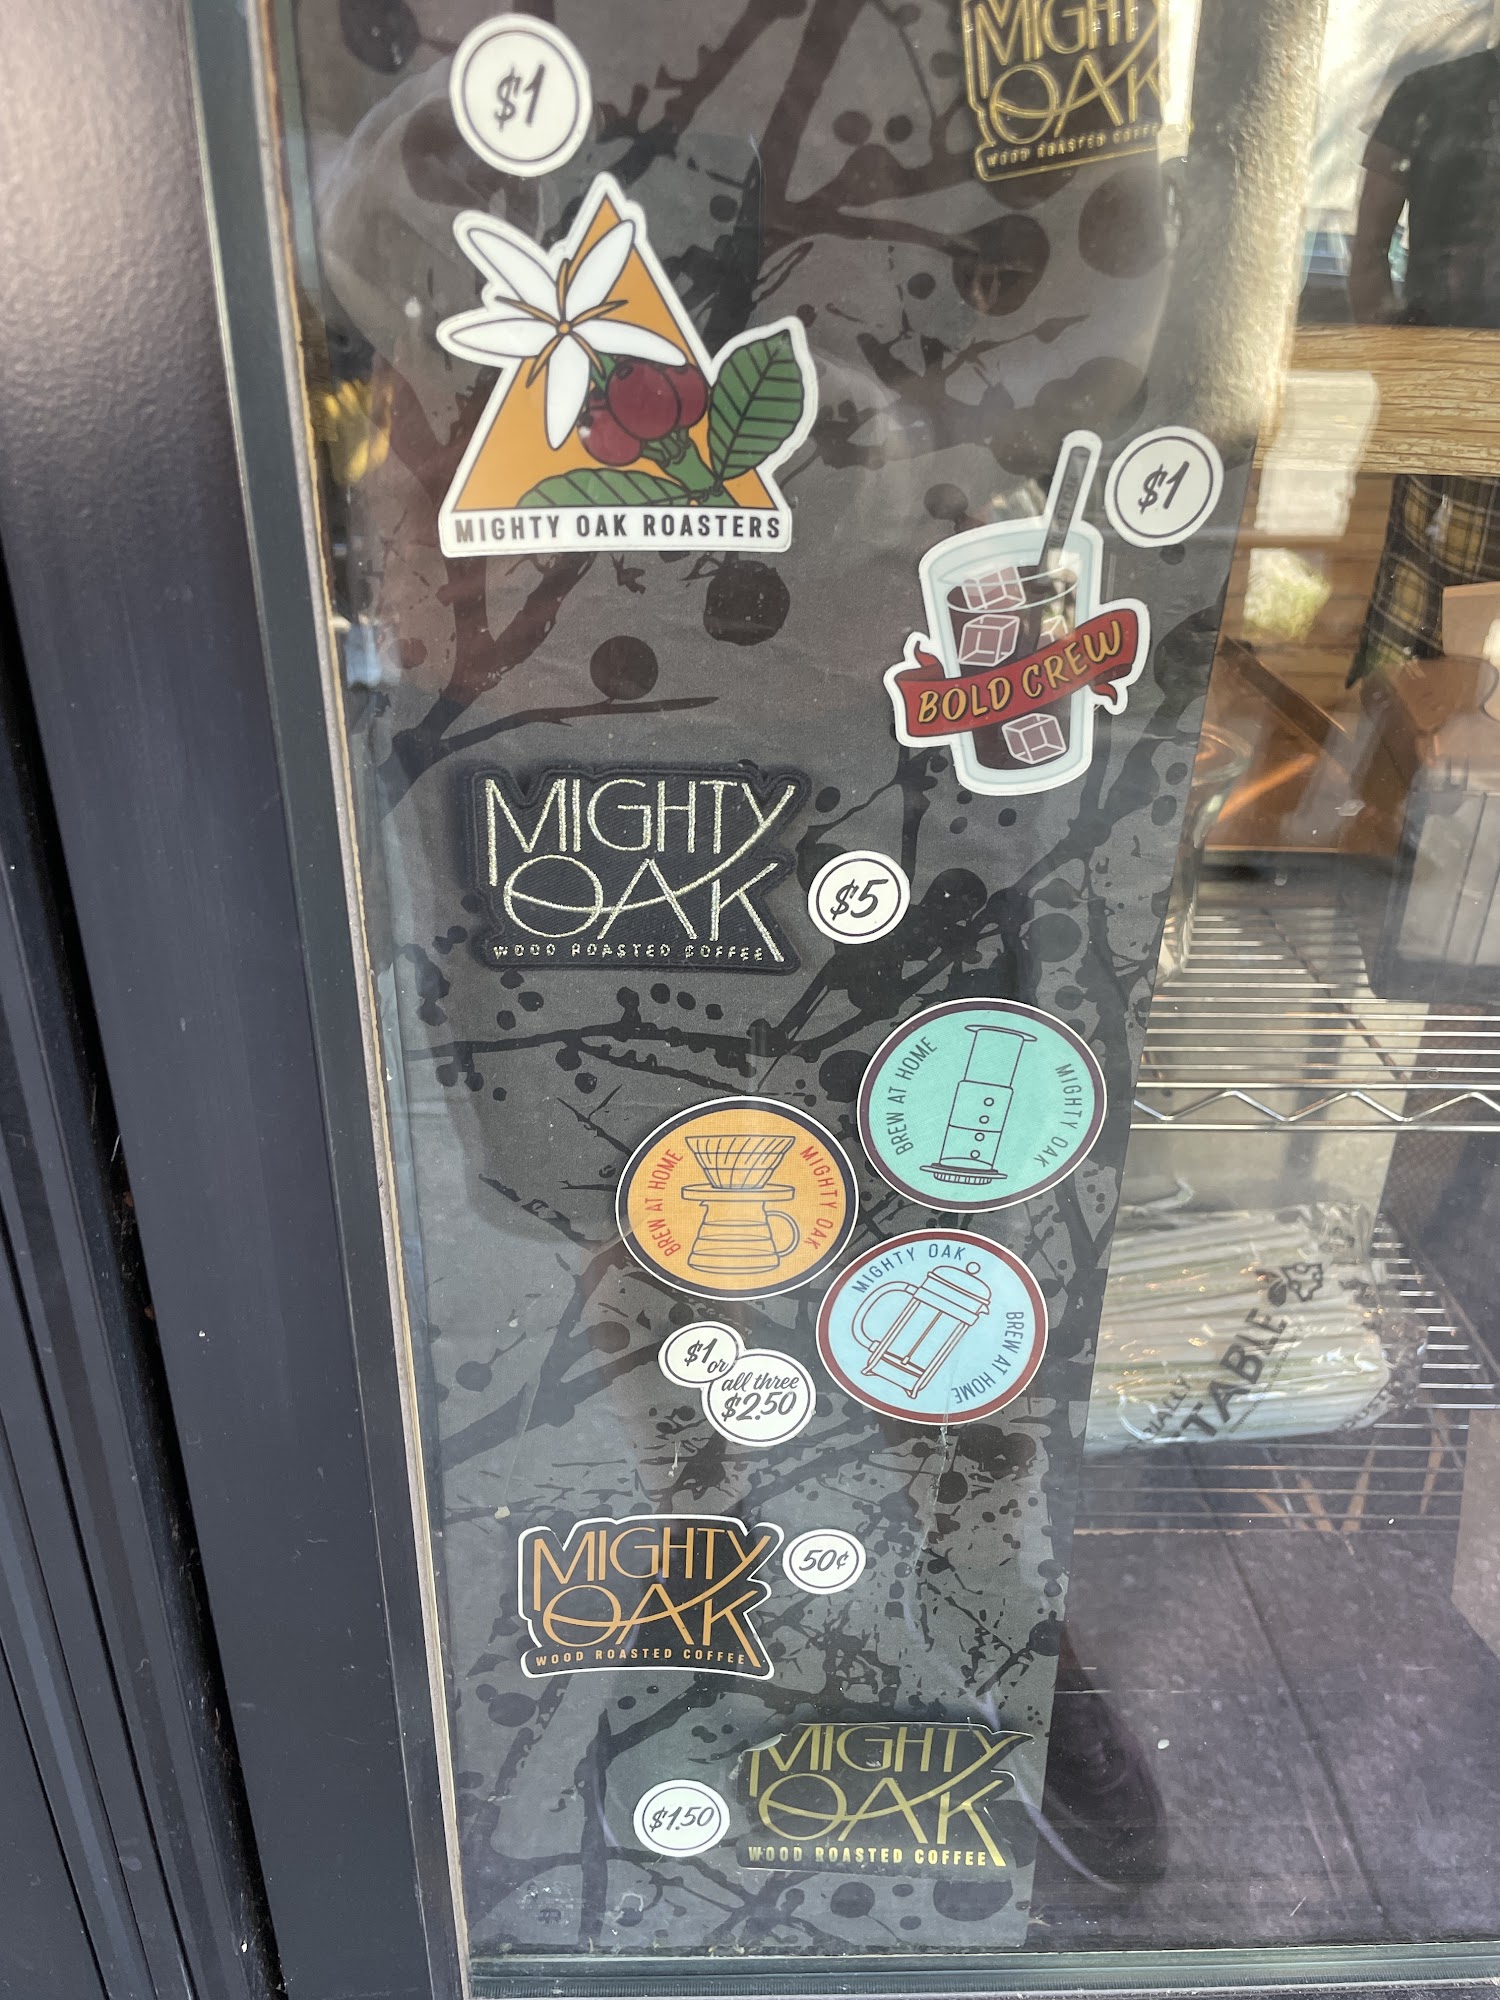 $1
MIGHTY
OAK
WOOD ROASTED COFFEE
MIGHTY OAK ROASTERS
$1
BOLD CREW
MIGHTY
OAK
WOOD ROASTED COFFEE
$5
BREW AT HOME
MIGHTY OAK
BREW AT HOME
MIGHTY OAK
MIGHTY OAK
BREW AT HOME
$1
or
all three
$2.50
TABLE
MIGHTY
OAK
WOOD ROASTED COFFEE
50¢
$1.50
MIGHTY
OAK
WOOD ROASTED COFFEE